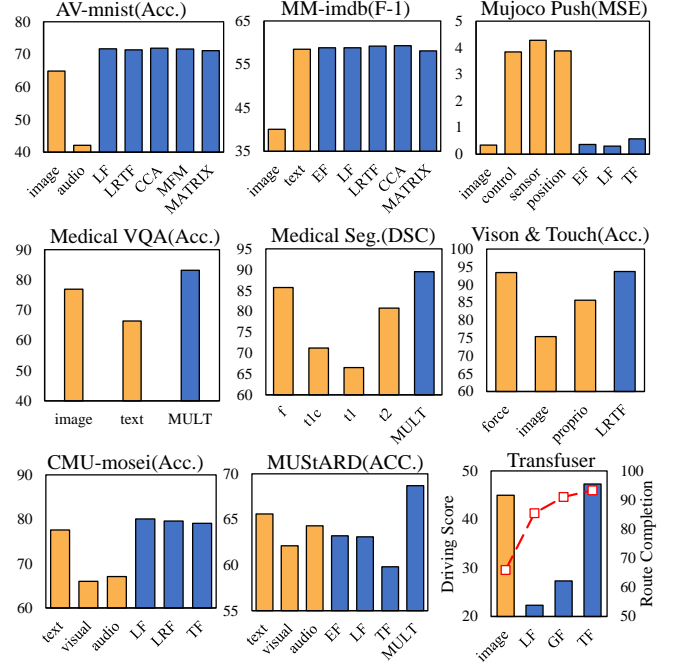 AV-mnist(Acc.)
80
70
60
50
40
image
audio
LF
LRTF
CCA
MFM
MATRIX
MM-imdb(F-1)
65
55
45
35
image
text
EF
LF
LRTF
CCA
MATRIX
Mujoco Push(MSE)
5
4
3
2
1
0
image
control
sensor
position
EF
LF
TF
Medical VQA(Acc.)
90
80
70
60
50
40
image
text
MULT
Medical Seg.(DSC)
95
90
85
80
75
70
65
60
f
t1c
t1
t2
MULT
Vison & Touch(Acc.)
100
95
90
85
80
75
70
65
60
force
image
proprio
LRTF
CMU-mosei(Acc.)
90
80
70
60
text
visual
audio
LF
LRF
TF
MUStARD(ACC.)
70
65
60
55
text
visual
audio
EF
LF
TF
MULT
Transfuser
Driving Score
50
40
30
20
image
LF
GF
TF
100
90
80
70
60
50
Route Completion